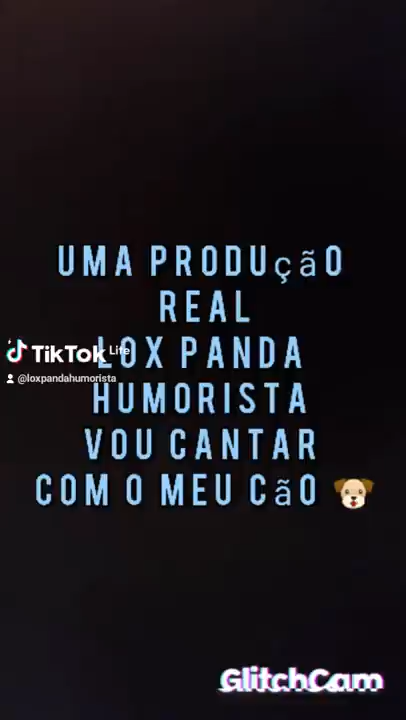 UMA PRODUção
REAL
LOX PANDA
HUMORISTA
VOU CANTAR
COM O MEU Cão 🐶
TikTok Life
@loxpandahumorista
GlitchCam